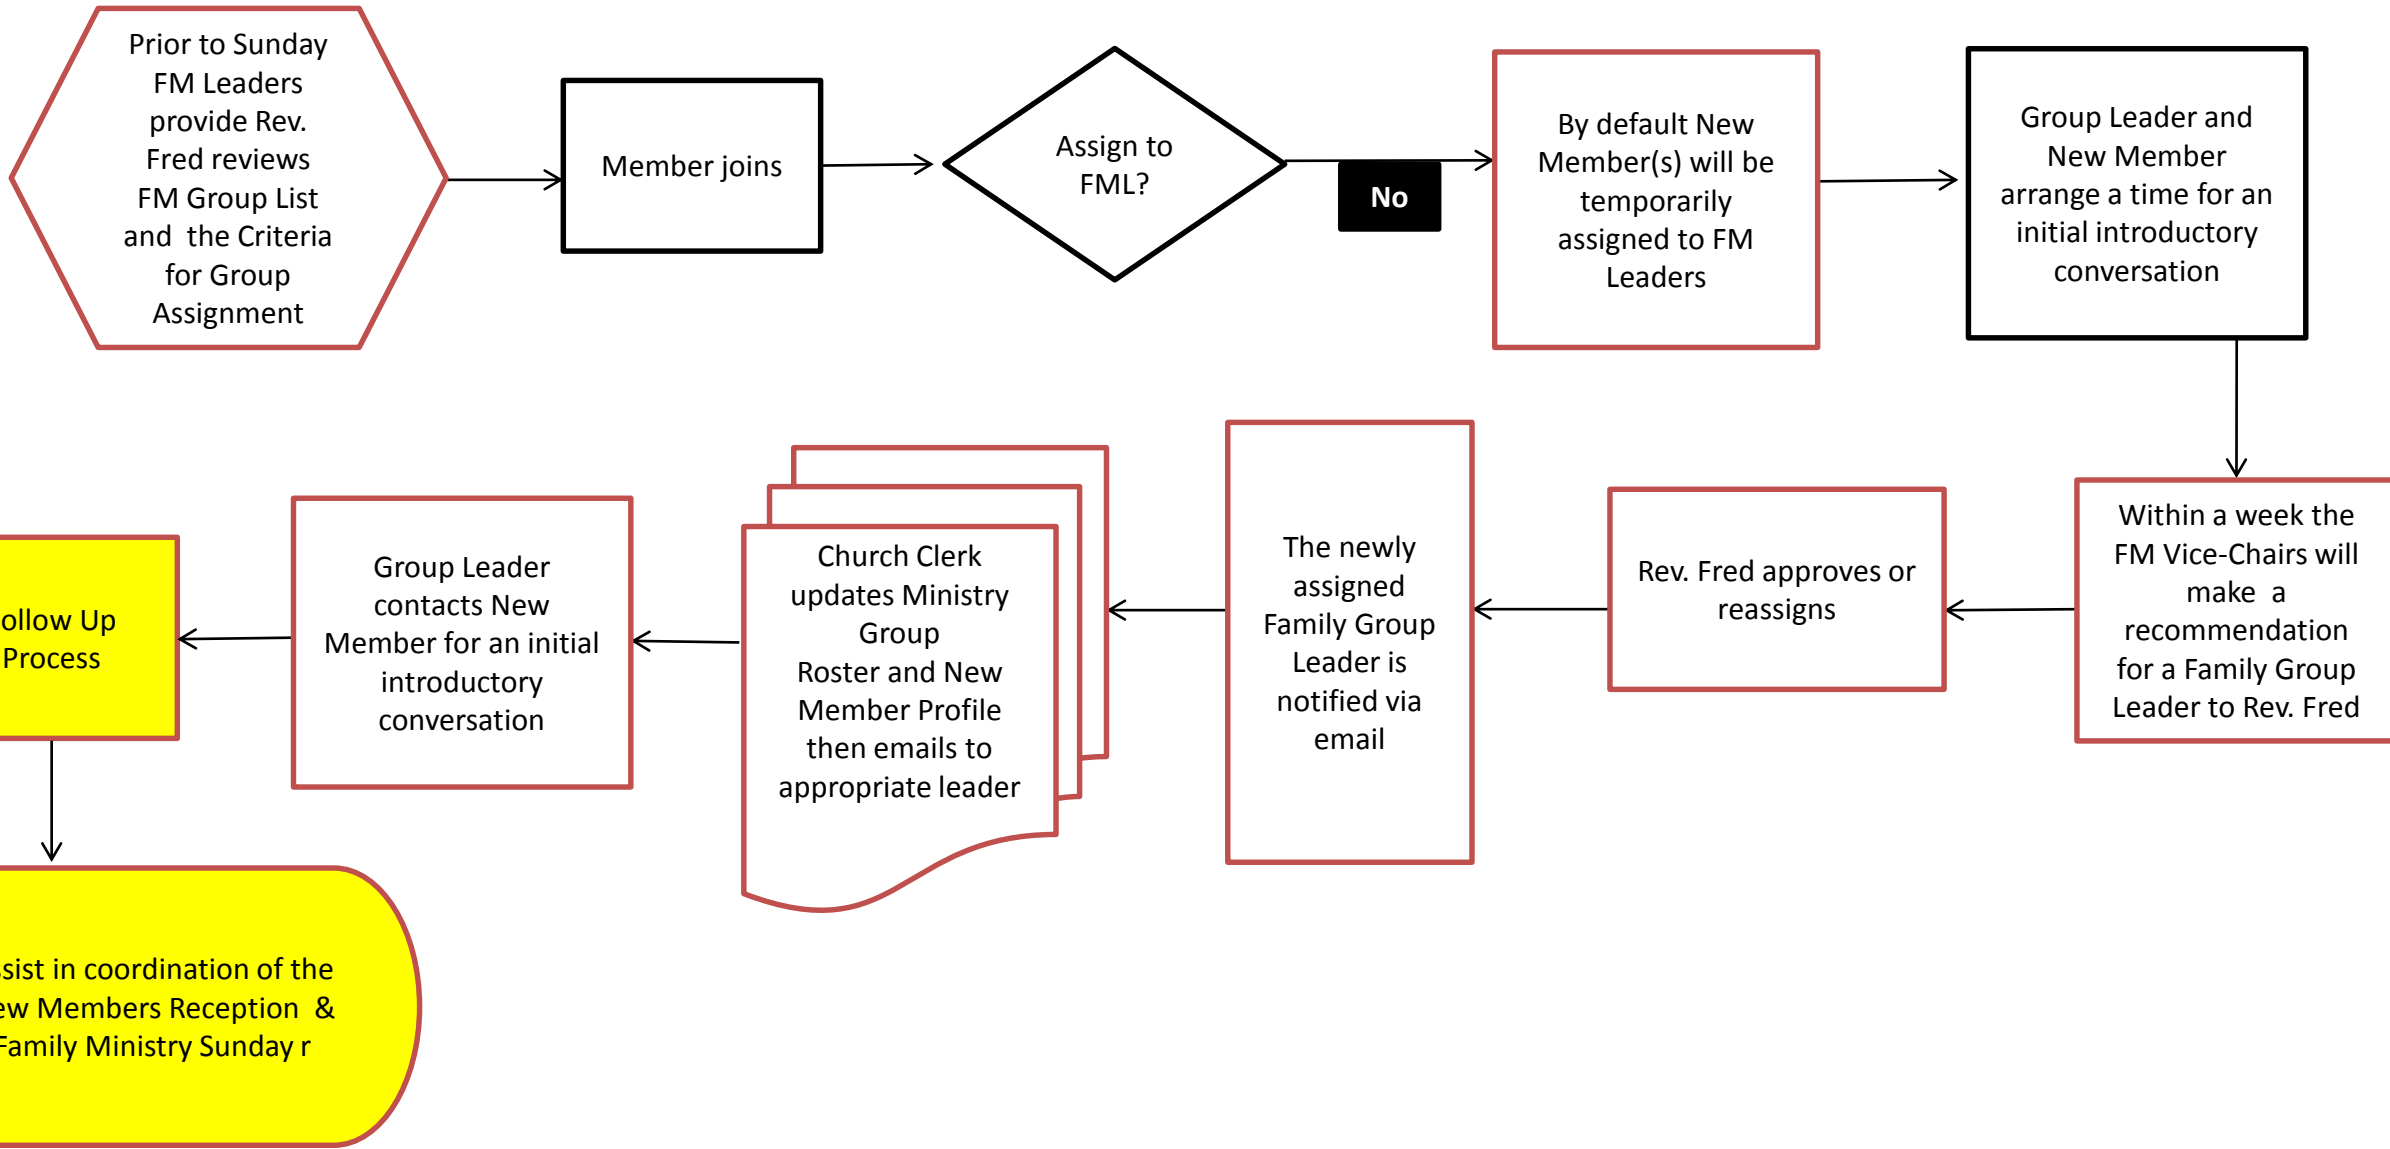 Prior to Sunday
FM Leaders
provide Rev.
Fred reviews
FM Group List
and the Criteria
for Group
Assignment
Member joins
Assign to
FML?
No
By default New
Member(s) will be
temporarily
assigned to FM
Leaders
Group Leader and
New Member
arrange a time for an
initial introductory
conversation
Within a week the
FM Vice-Chairs will
make a
recommendation
for a Family Group
Leader to Rev. Fred
Rev. Fred approves or
reassigns
The newly
assigned
Family Group
Leader is
notified via
email
Church Clerk
updates Ministry
Group
Roster and New
Member Profile
then emails to
appropriate leader
Group Leader
contacts New
Member for an initial
introductory
conversation
ollow Up
Process
ssist in coordination of the
ew Members Reception &
Family Ministry Sunday r